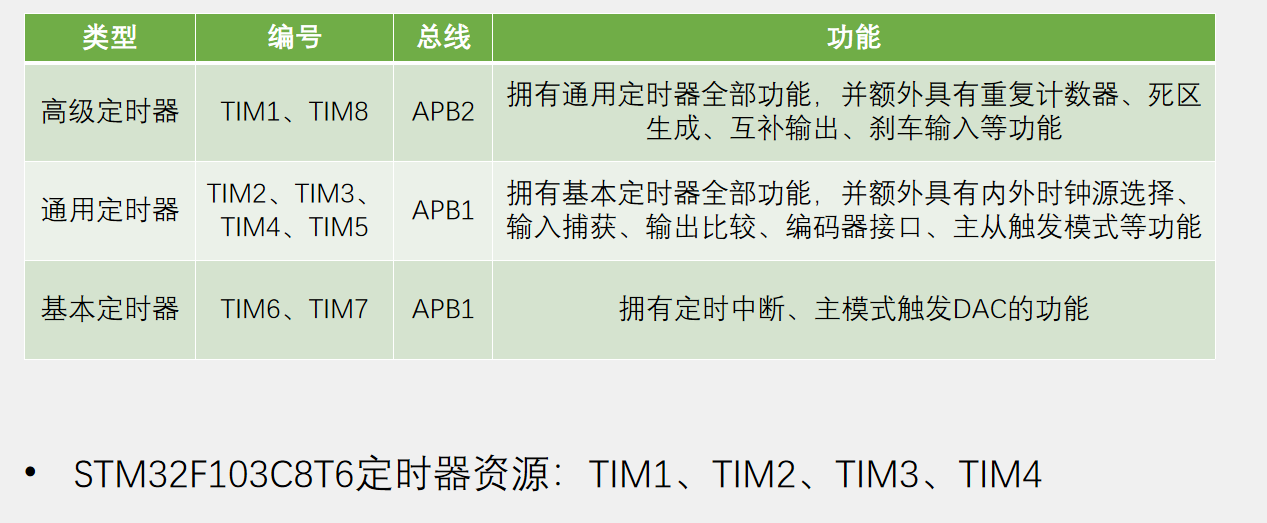 类型 编号 总线 功能
高级定时器 TIM1、TIM8 APB2 拥有通用定时器全部功能，并额外具有重复计数器、死区
生成、互补输出、刹车输入等功能
通用定时器 TIM2、TIM3、
TIM4、TIM5 APB1 拥有基本定时器全部功能，并额外具有内外时钟源选择、
输入捕获、输出比较、编码器接口、主从触发模式等功能
基本定时器 TIM6、TIM7 APB1 拥有定时中断、主模式触发DAC的功能
• STM32F103C8T6定时器资源：TIM1、TIM2、TIM3、TIM4